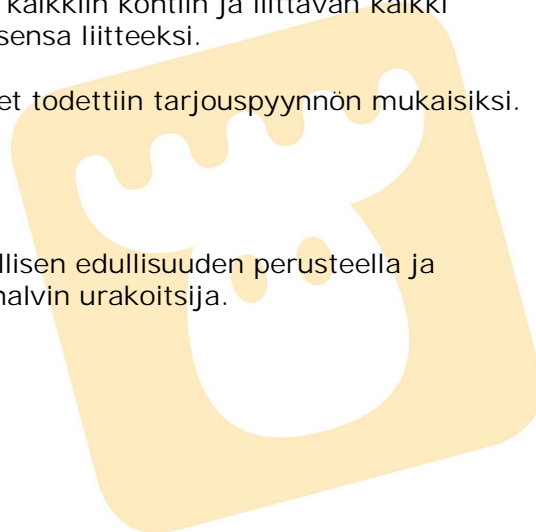 kaikkiin kohtiin ja liittävän kaikki
sensa liitteeksi.
et todettiin tarjouspyynnön mukaisiksi.
llisen edullisuuden perusteella ja
halvin urakoitsija.